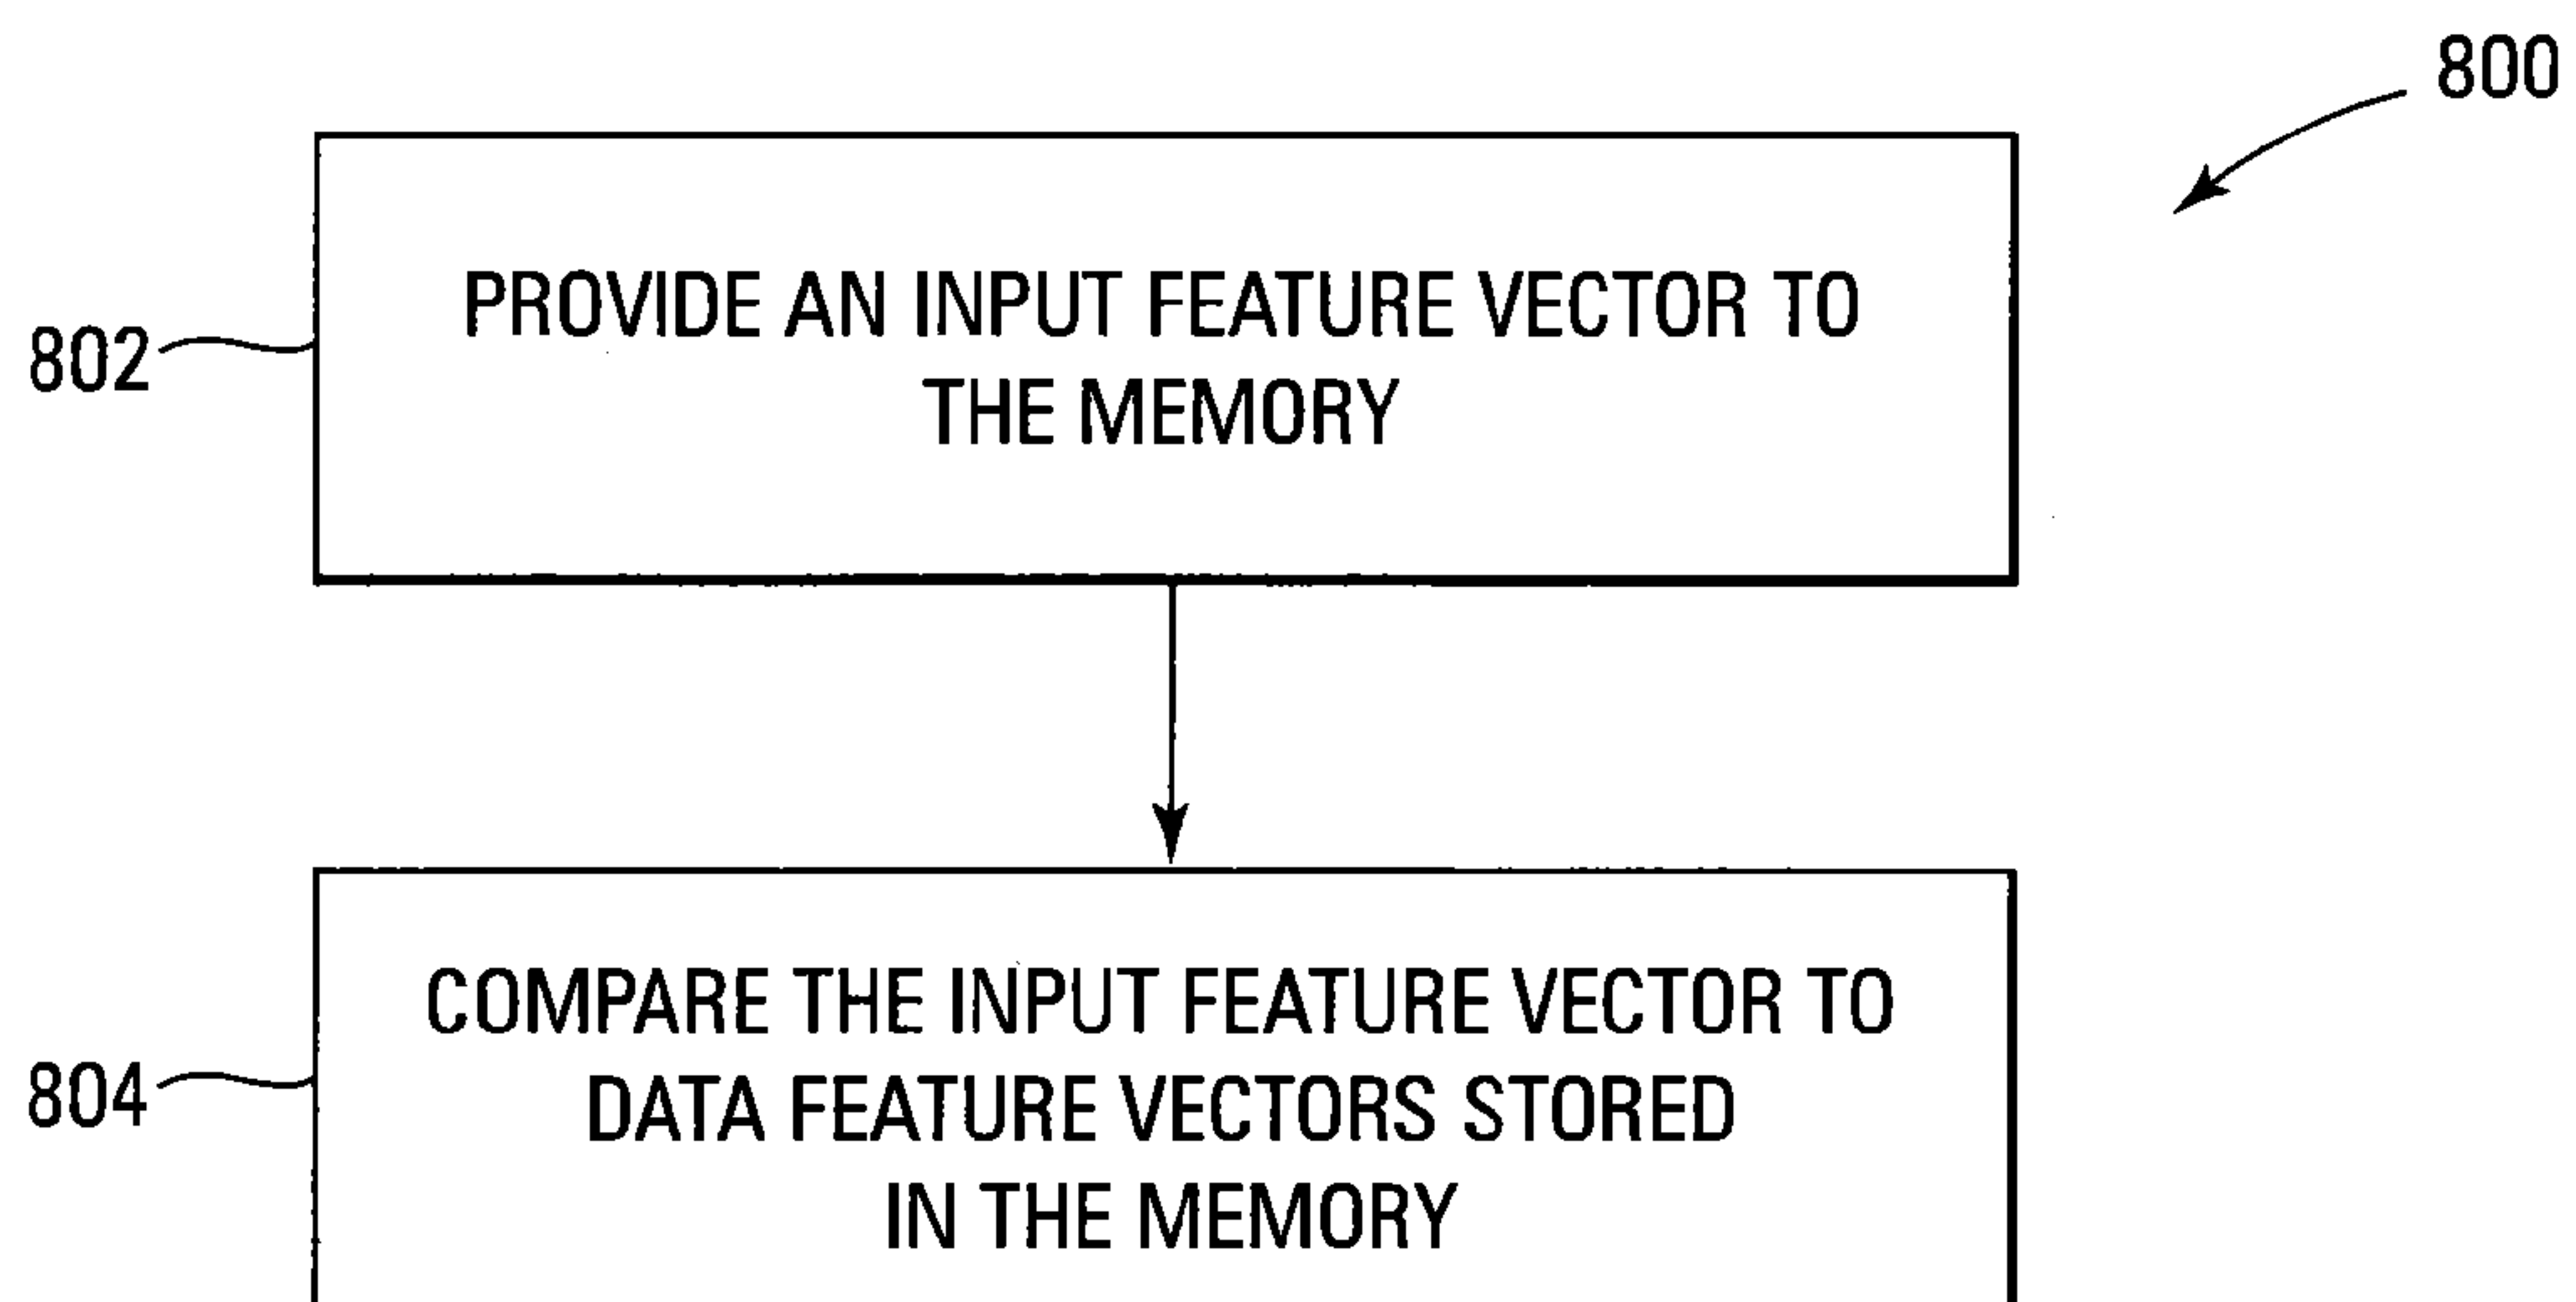 800
802
PROVIDE AN INPUT FEATURE VECTOR TO
THE MEMORY
804
COMPARE THE INPUT FEATURE VECTOR TO
DATA FEATURE VECTORS STORED
IN THE MEMORY